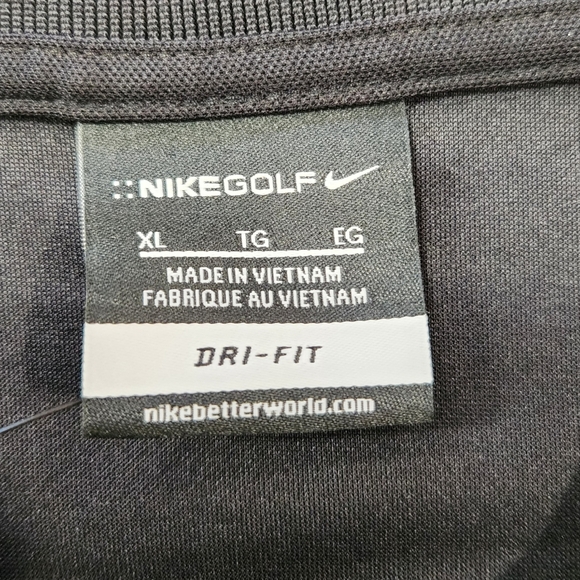 NIKEGOLF
XL TG EG
MADE IN VIETNAM
FABRIQUE AU VIETNAM
DRI-FIT
nikebetterworld.com